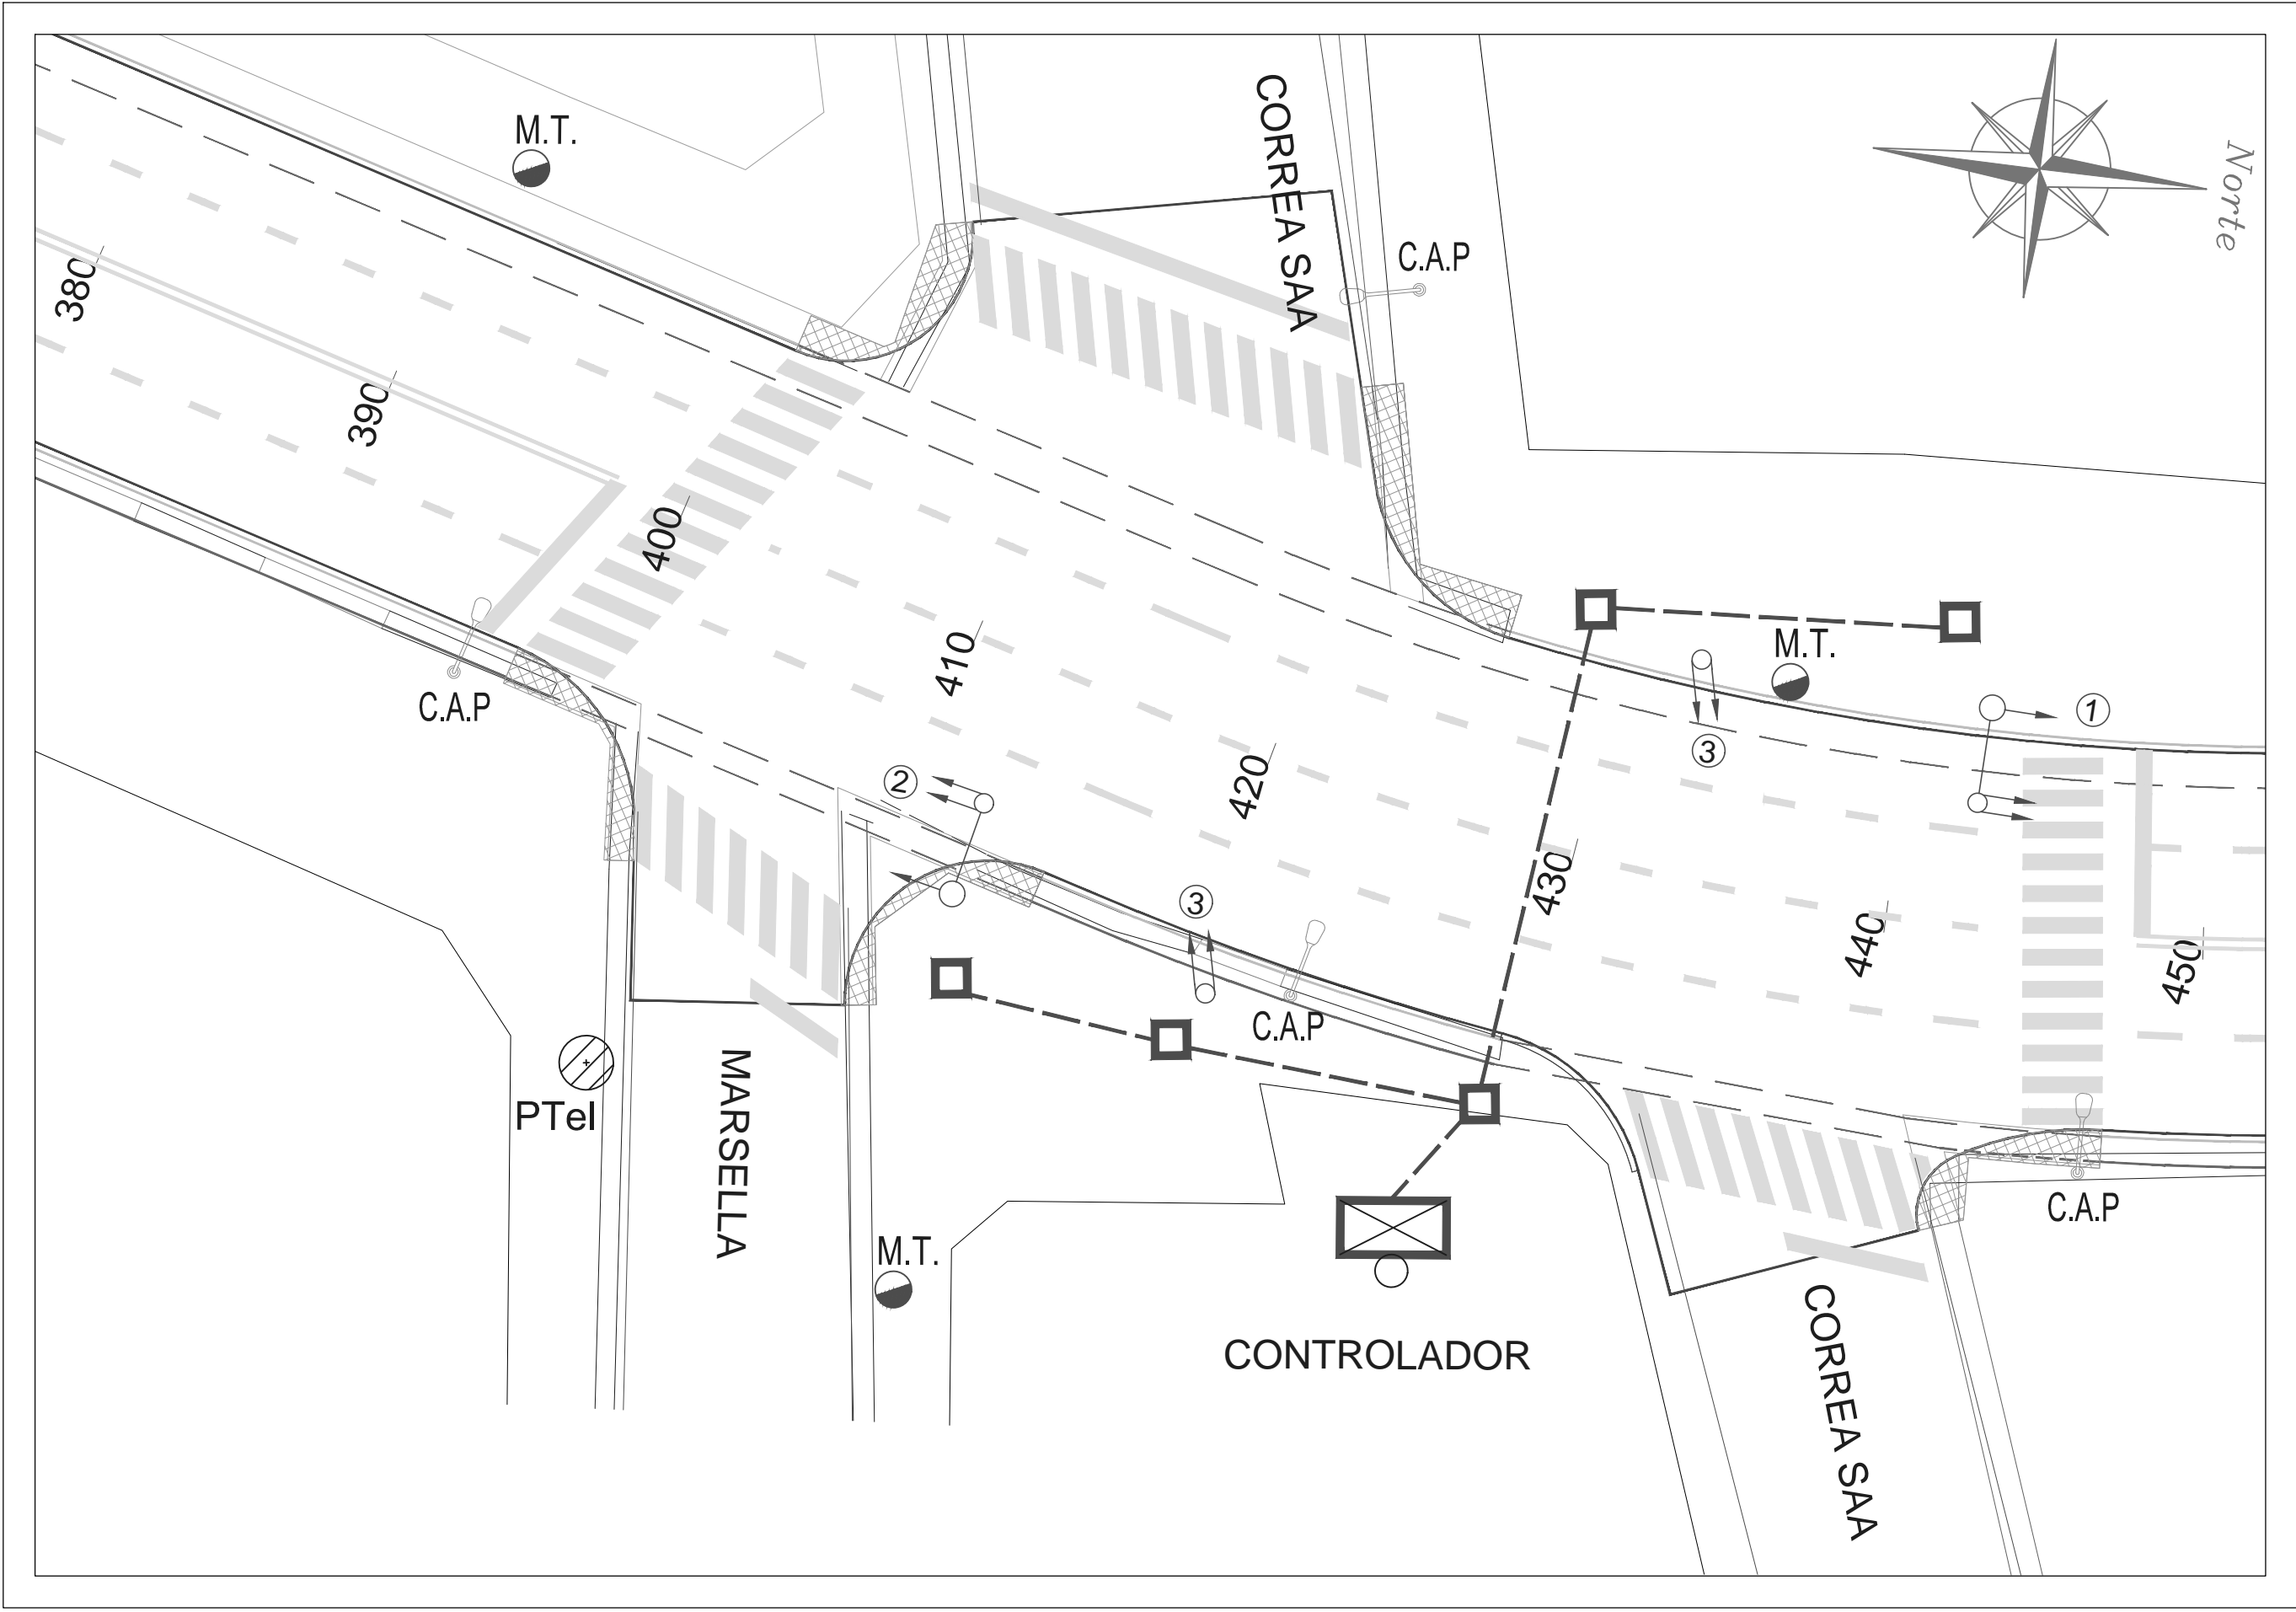 M.T.
CORREA SAA
Norte
C.A.P
380
390
400
M.T.
410
C.A.P
1
3
2
420
430
3
440
450
C.A.P
PTel
MARSELLA
C.A.P
M.T.
CONTROLADOR
CORREA SAA